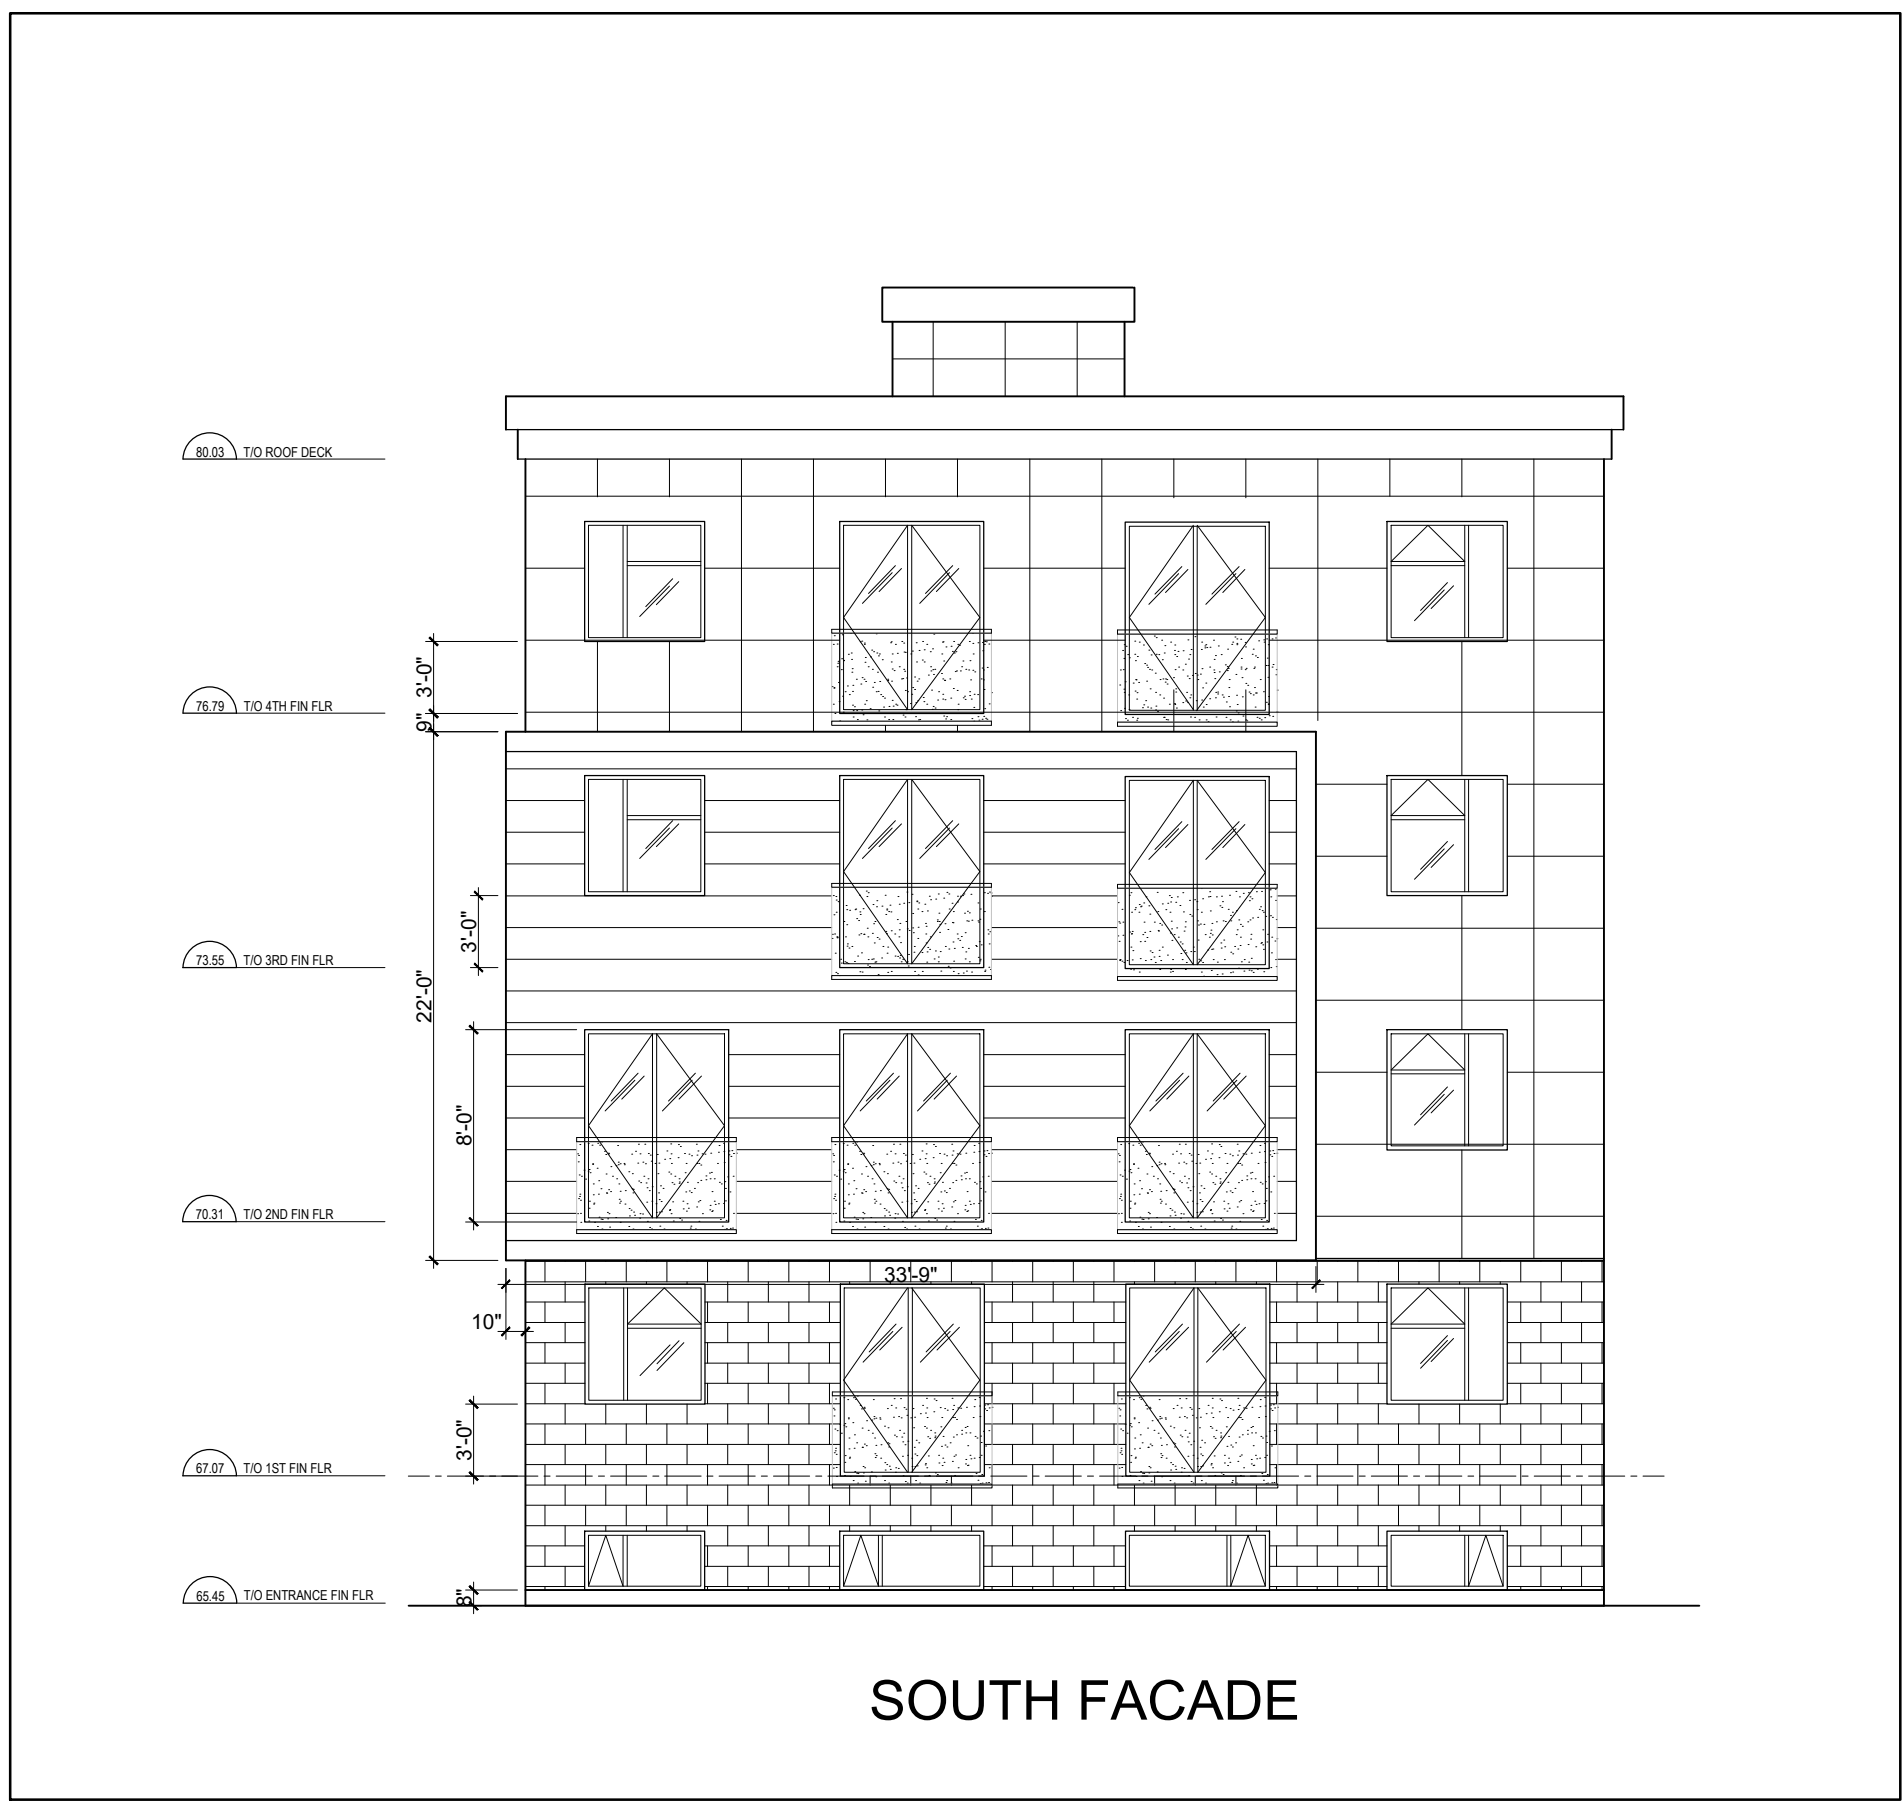 80.03 T/O ROOF DECK
3'-0"
76.79 T/O 4TH FIN FLR
9"
3'-0"
73.55 T/O 3RD FIN FLR
22'-0"
8'-0"
70.31 T/O 2ND FIN FLR
33'-9"
10"
3'-0"
67.07 T/O 1ST FIN FLR
65.45 T/O ENTRANCE FIN FLR
8"
SOUTH FACADE